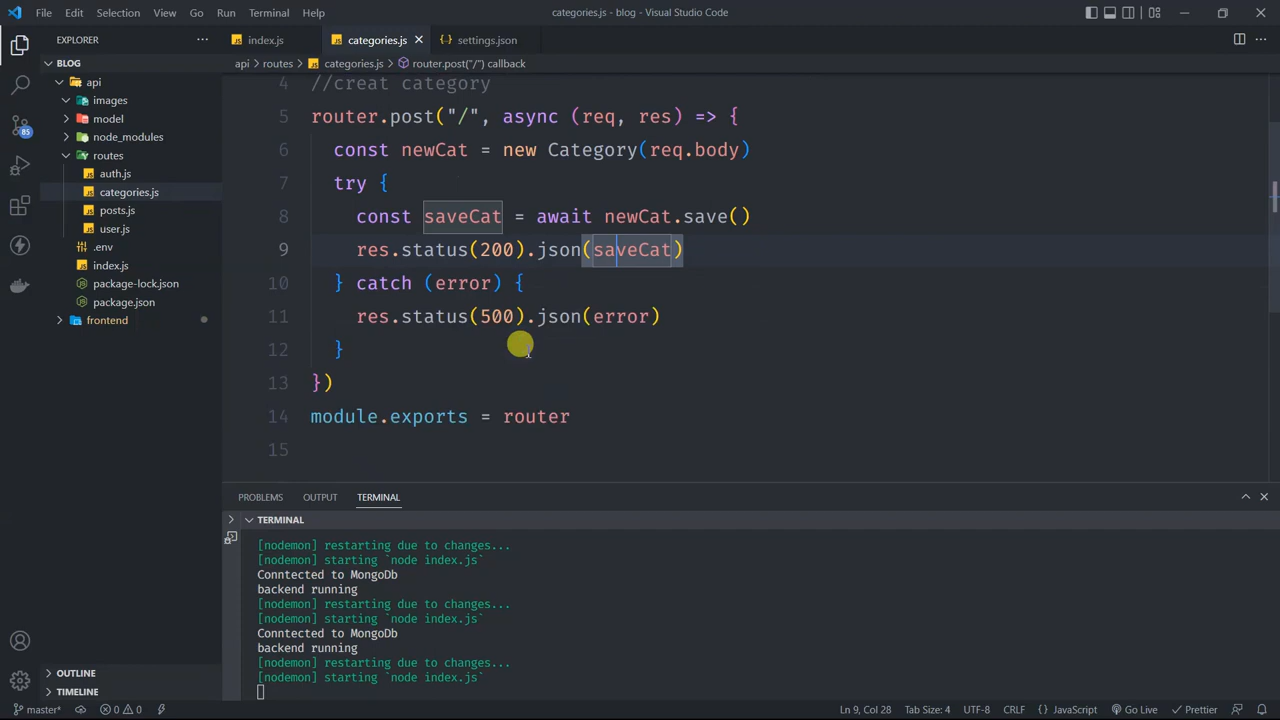 File Edit Selection View Go Run Terminal Help
categories.js - blog - Visual Studio Code
EXPLORER
BLOG
api
images
model
node_modules
routes
auth.js
categories.js
posts.js
user.js
.env
index.js
package-lock.json
package.json
frontend
OUTLINE
TIMELINE
85
index.js categories.js settings.json
api > routes > categories.js > router.post("/") callback
4 //creat category
5 router.post("/", async (req, res) => {
6 const newCat = new Category(req.body)
7 try {
8 const saveCat = await newCat.save()
9 res.status(200).json(saveCat)
10 } catch (error) {
11 res.status(500).json(error)
12 }
13 })
14 module.exports = router
15
PROBLEMS OUTPUT TERMINAL
TERMINAL
[nodemon] restarting due to changes...
[nodemon] starting `node index.js`
Conntected to MongoDb
backend running
[nodemon] restarting due to changes...
[nodemon] starting `node index.js`
Conntected to MongoDb
backend running
[nodemon] restarting due to changes...
[nodemon] starting `node index.js`
master* 0 0 Ln 9, Col 28 Tab Size: 4 UTF-8 CRLF JavaScript Go Live Prettier